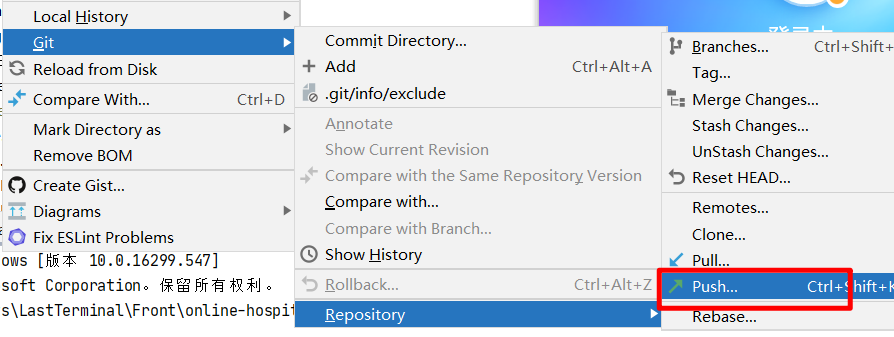 Local History
Git
Reload from Disk
Compare With... Ctrl+D
Mark Directory as
Remove BOM
Create Gist...
Diagrams
Fix ESLint Problems
ows [版本 10.0.16299.547]
soft Corporation。保留所有权利。
s\LastTerminal\Front\online-hospit
Commit Directory...
Add Ctrl+Alt+A
.git/info/exclude
Annotate
Show Current Revision
Compare with the Same Repository Version
Compare with...
Compare with Branch...
Show History
Rollback... Ctrl+Alt+Z
Repository
Branches... Ctrl+Shift+
Tag...
Merge Changes...
Stash Changes...
UnStash Changes...
Reset HEAD...
Remotes...
Clone...
Pull...
Push... Ctrl+Shift+K
Rebase...